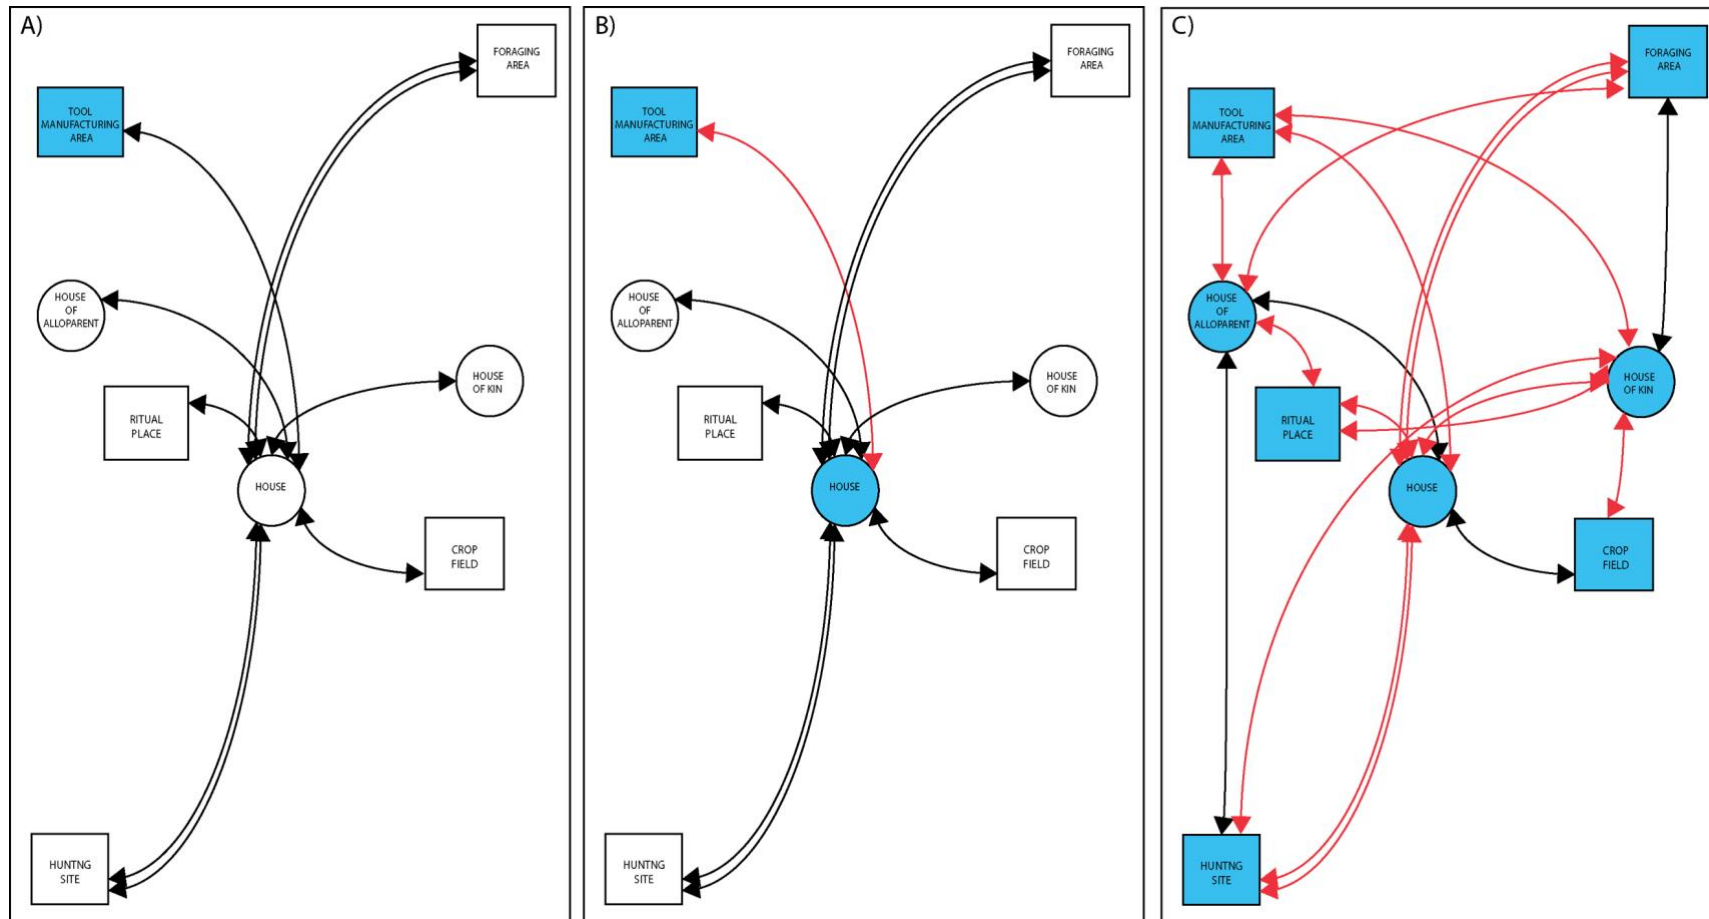 A)
FORAGING
AREA
TOOL
MANUFACTURING
AREA
HOUSE
OF
ALLOPARENT
HOUSE
OF KIN
RITUAL
PLACE
HOUSE
CROP
FIELD
HUNTNG
SITE
B)
FORAGING
AREA
TOOL
MANUFACTURING
AREA
HOUSE
OF
ALLOPARENT
HOUSE
OF KIN
RITUAL
PLACE
HOUSE
CROP
FIELD
HUNTNG
SITE
C)
FORAGING
AREA
TOOL
MANUFACTURING
AREA
HOUSE
OF
ALLOPARENT
HOUSE
OF KIN
RITUAL
PLACE
HOUSE
CROP
FIELD
HUNTNG
SITE